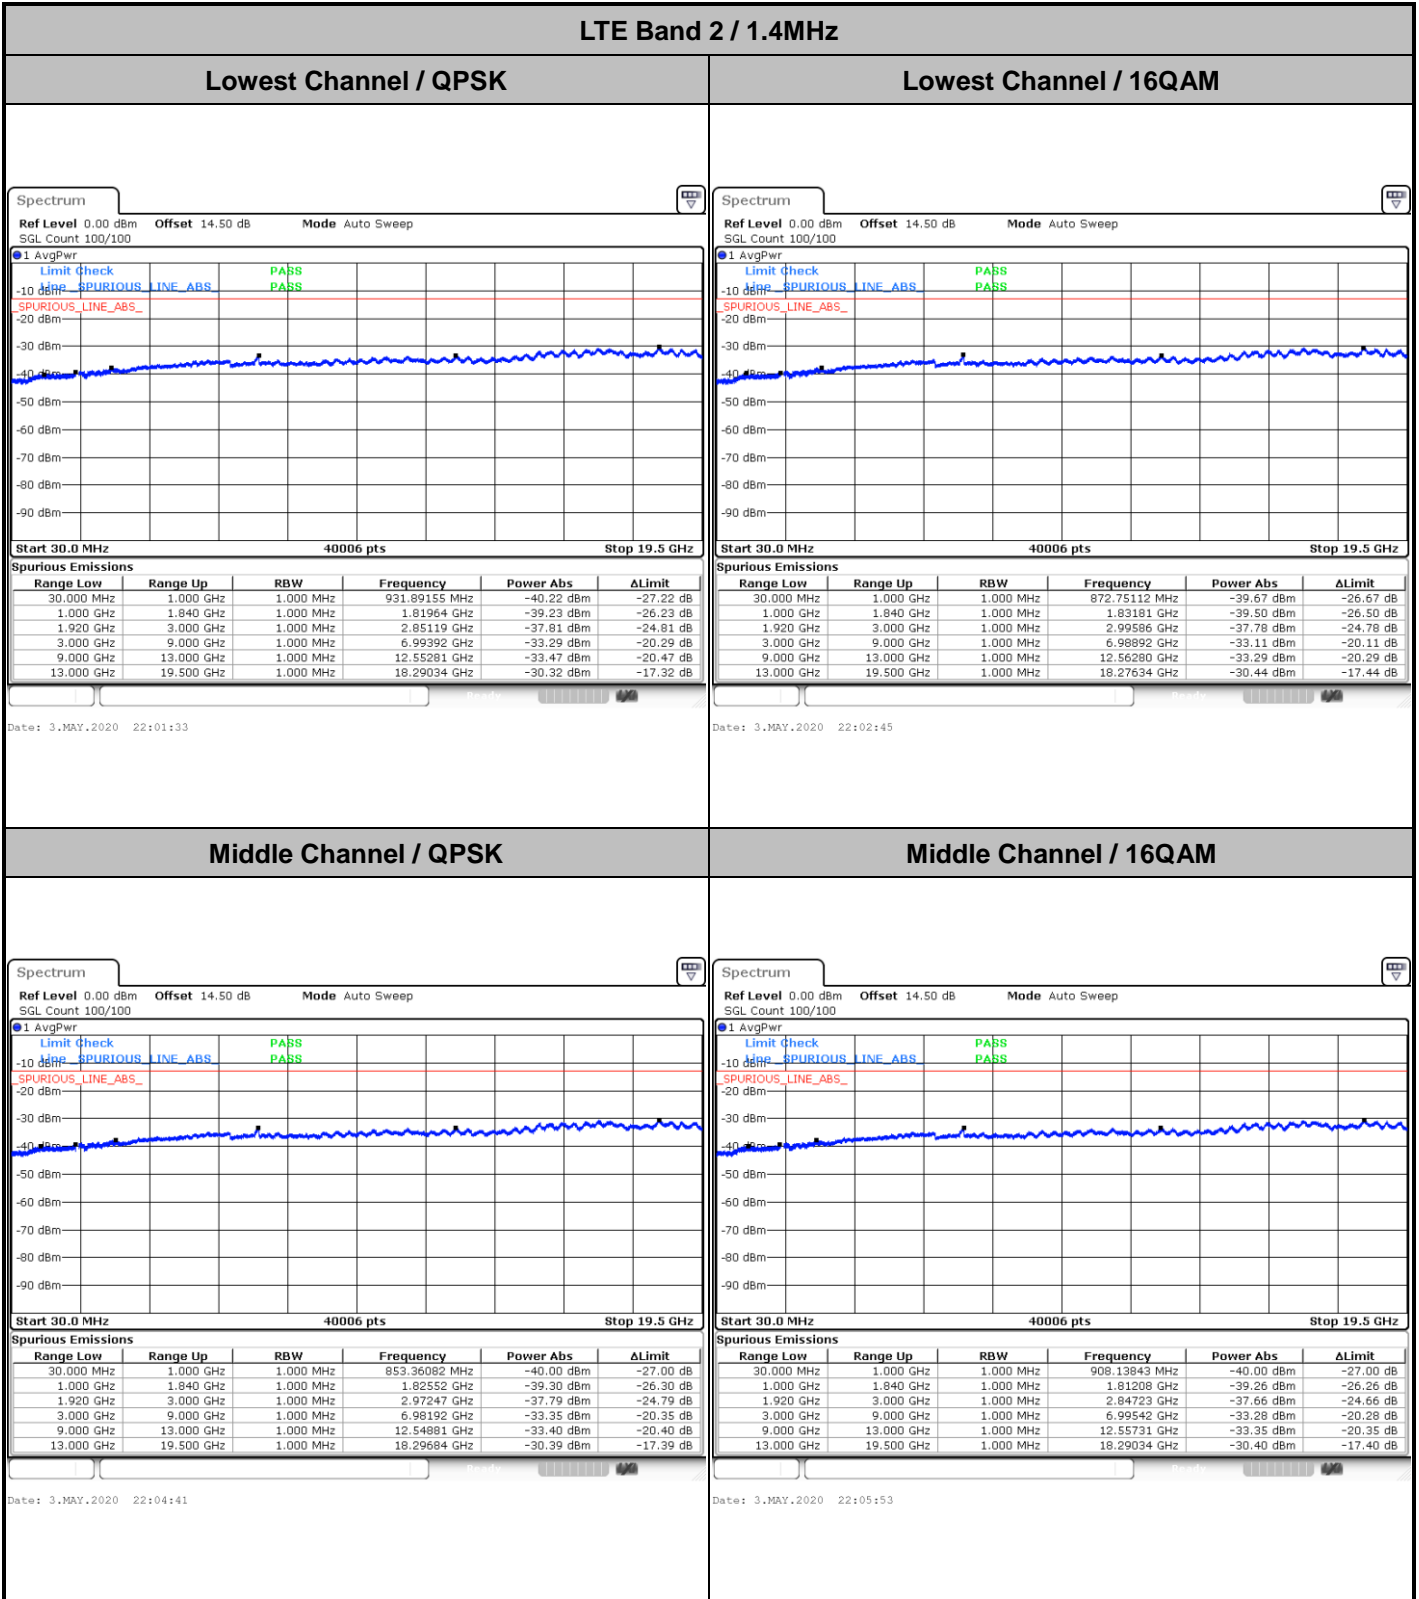 LTE Band 2 / 1.4MHz
Lowest Channel / QPSK
Lowest Channel / 16QAM
Spectrum
Ref Level 0.00 dBm Offset 14.50 dB Mode Auto Sweep
SGL Count 100/100
1 AvgPwr
Limit Check PASS
Line _SPURIOUS_LINE_ABS_ PASS
-10 dBm
_SPURIOUS_LINE_ABS_
-20 dBm
-30 dBm
-40 dBm
-50 dBm
-60 dBm
-70 dBm
-80 dBm
-90 dBm
Start 30.0 MHz 40006 pts Stop 19.5 GHz
Spurious Emissions
Range Low Range Up RBW Frequency Power Abs ΔLimit
30.000 MHz 1.000 GHz 1.000 MHz 931.89155 MHz -40.22 dBm -27.22 dB
1.000 GHz 1.840 GHz 1.000 MHz 1.81964 GHz -39.23 dBm -26.23 dB
1.920 GHz 3.000 GHz 1.000 MHz 2.85119 GHz -37.81 dBm -24.81 dB
3.000 GHz 9.000 GHz 1.000 MHz 6.99392 GHz -33.29 dBm -20.29 dB
9.000 GHz 13.000 GHz 1.000 MHz 12.55281 GHz -33.47 dBm -20.47 dB
13.000 GHz 19.500 GHz 1.000 MHz 18.29034 GHz -30.32 dBm -17.32 dB
Ready
Date: 3.MAY.2020 22:01:33
Spectrum
Ref Level 0.00 dBm Offset 14.50 dB Mode Auto Sweep
SGL Count 100/100
1 AvgPwr
Limit Check PASS
Line _SPURIOUS_LINE_ABS_ PASS
-10 dBm
_SPURIOUS_LINE_ABS_
-20 dBm
-30 dBm
-40 dBm
-50 dBm
-60 dBm
-70 dBm
-80 dBm
-90 dBm
Start 30.0 MHz 40006 pts Stop 19.5 GHz
Spurious Emissions
Range Low Range Up RBW Frequency Power Abs ΔLimit
30.000 MHz 1.000 GHz 1.000 MHz 872.75112 MHz -39.67 dBm -26.67 dB
1.000 GHz 1.840 GHz 1.000 MHz 1.83181 GHz -39.50 dBm -26.50 dB
1.920 GHz 3.000 GHz 1.000 MHz 2.99586 GHz -37.78 dBm -24.78 dB
3.000 GHz 9.000 GHz 1.000 MHz 6.98892 GHz -33.11 dBm -20.11 dB
9.000 GHz 13.000 GHz 1.000 MHz 12.56280 GHz -33.29 dBm -20.29 dB
13.000 GHz 19.500 GHz 1.000 MHz 18.27634 GHz -30.44 dBm -17.44 dB
Ready
Date: 3.MAY.2020 22:02:45
Middle Channel / QPSK
Middle Channel / 16QAM
Spectrum
Ref Level 0.00 dBm Offset 14.50 dB Mode Auto Sweep
SGL Count 100/100
1 AvgPwr
Limit Check PASS
Line _SPURIOUS_LINE_ABS_ PASS
-10 dBm
_SPURIOUS_LINE_ABS_
-20 dBm
-30 dBm
-40 dBm
-50 dBm
-60 dBm
-70 dBm
-80 dBm
-90 dBm
Start 30.0 MHz 40006 pts Stop 19.5 GHz
Spurious Emissions
Range Low Range Up RBW Frequency Power Abs ΔLimit
30.000 MHz 1.000 GHz 1.000 MHz 853.36082 MHz -40.00 dBm -27.00 dB
1.000 GHz 1.840 GHz 1.000 MHz 1.82552 GHz -39.30 dBm -26.30 dB
1.920 GHz 3.000 GHz 1.000 MHz 2.97247 GHz -37.79 dBm -24.79 dB
3.000 GHz 9.000 GHz 1.000 MHz 6.98192 GHz -33.35 dBm -20.35 dB
9.000 GHz 13.000 GHz 1.000 MHz 12.54881 GHz -33.40 dBm -20.40 dB
13.000 GHz 19.500 GHz 1.000 MHz 18.29684 GHz -30.39 dBm -17.39 dB
Ready
Date: 3.MAY.2020 22:04:41
Spectrum
Ref Level 0.00 dBm Offset 14.50 dB Mode Auto Sweep
SGL Count 100/100
1 AvgPwr
Limit Check PASS
Line _SPURIOUS_LINE_ABS_ PASS
-10 dBm
_SPURIOUS_LINE_ABS_
-20 dBm
-30 dBm
-40 dBm
-50 dBm
-60 dBm
-70 dBm
-80 dBm
-90 dBm
Start 30.0 MHz 40006 pts Stop 19.5 GHz
Spurious Emissions
Range Low Range Up RBW Frequency Power Abs ΔLimit
30.000 MHz 1.000 GHz 1.000 MHz 908.13843 MHz -40.00 dBm -27.00 dB
1.000 GHz 1.840 GHz 1.000 MHz 1.81208 GHz -39.26 dBm -26.26 dB
1.920 GHz 3.000 GHz 1.000 MHz 2.84723 GHz -37.66 dBm -24.66 dB
3.000 GHz 9.000 GHz 1.000 MHz 6.99542 GHz -33.28 dBm -20.28 dB
9.000 GHz 13.000 GHz 1.000 MHz 12.55731 GHz -33.35 dBm -20.35 dB
13.000 GHz 19.500 GHz 1.000 MHz 18.29034 GHz -30.40 dBm -17.40 dB
Ready
Date: 3.MAY.2020 22:05:53